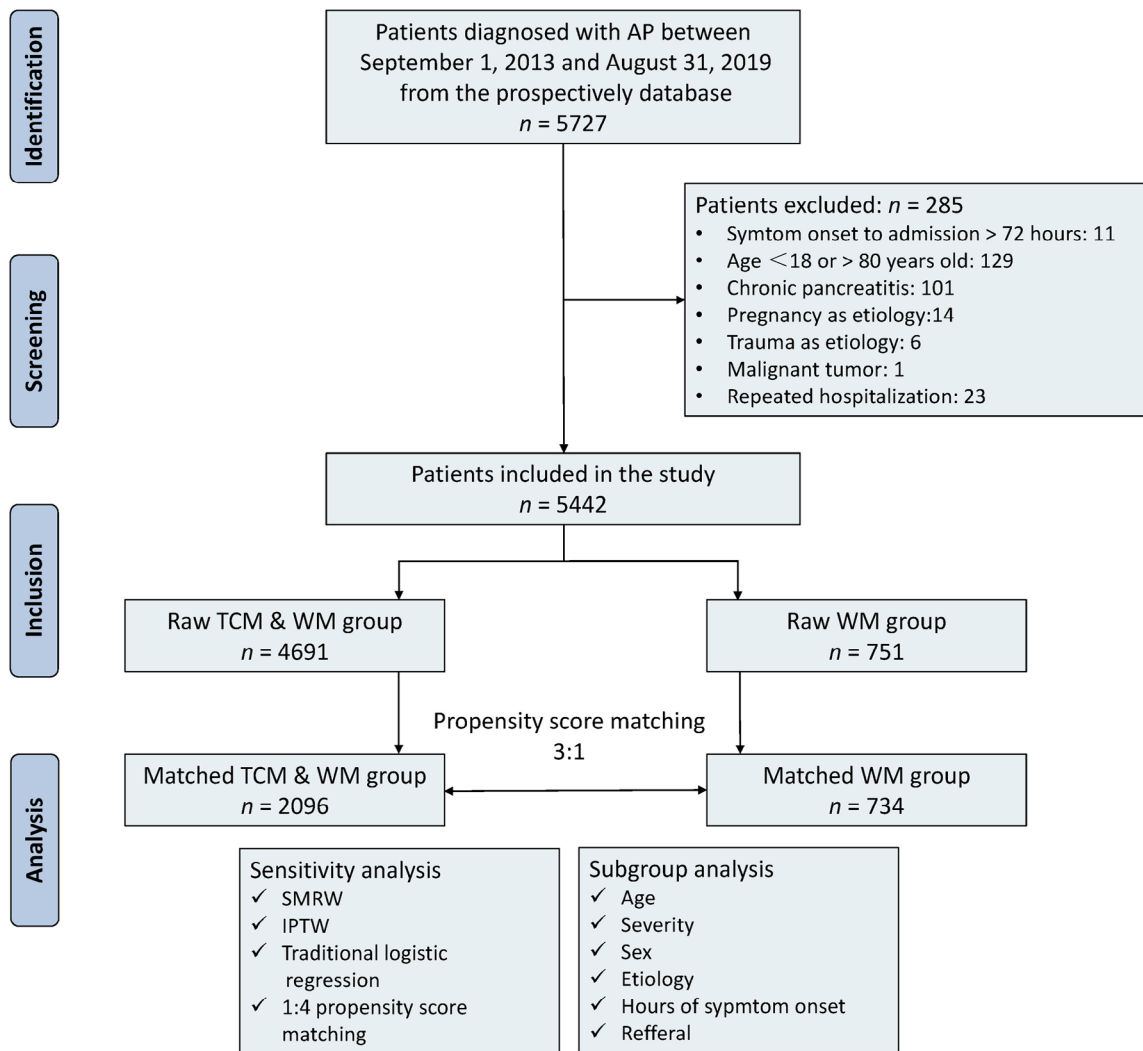 Identification
Patients diagnosed with AP between
September 1, 2013 and August 31, 2019
from the prospectively database
n = 5727
Patients excluded: n = 285
• Symtom onset to admission > 72 hours: 11
• Age <18 or > 80 years old: 129
• Chronic pancreatitis: 101
• Pregnancy as etiology:14
• Trauma as etiology: 6
• Malignant tumor: 1
• Repeated hospitalization: 23
Screening
Patients included in the study
n = 5442
Inclusion
Raw TCM & WM group
n = 4691
Raw WM group
n = 751
Propensity score matching
3:1
Analysis
Matched TCM & WM group
n = 2096
Matched WM group
n = 734
Sensitivity analysis
✓ SMRW
✓ IPTW
✓ Traditional logistic
regression
✓ 1:4 propensity score
matching
Subgroup analysis
✓ Age
✓ Severity
✓ Sex
✓ Etiology
✓ Hours of sypmtom onset
✓ Refferal